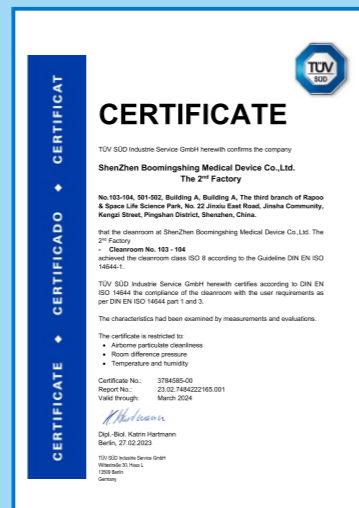 TÜV
SÜD
CERTIFICATE ◆ CERTIFICADO ◆ CERTIFICAT
CERTIFICATE
TÜV SÜD Industrie Service GmbH herewith confirms the company
ShenZhen Boomingshing Medical Device Co.,Ltd.
The 2nd Factory
No.103-104, 501-502, Building A, Building A, The third branch of Rapoo
& Space Life Science Park, No. 22 Jinxiu East Road, Jinsha Community,
Kengzi Street, Pingshan District, Shenzhen, China.
that the cleanroom at ShenZhen Boomingshing Medical Device Co.,Ltd. The
2nd Factory
- Cleanroom No. 103 - 104
achieved the cleanroom class ISO 8 according to the Guideline DIN EN ISO
14644-1.
TÜV SÜD Industrie Service GmbH herewith certifies according to DIN EN
ISO 14644 the compliance of the cleanroom with the user requirements as
per DIN EN ISO 14644 part 1 and 3.
The characteristics had been examined by measurements and evaluations.
The certificate is restricted to:
• Airborne particulate cleanliness
• Room difference pressure
• Temperature and humidity
Certificate No.: 3784585-00
Report No.: 23.02.7484222165.001
Valid through: March 2024
K. Hartmann
Dipl.-Biol. Katrin Hartmann
Berlin, 27.02.2023
TÜV SÜD Industrie Service GmbH
Wittestraße 30, Haus L
13509 Berlin
Germany